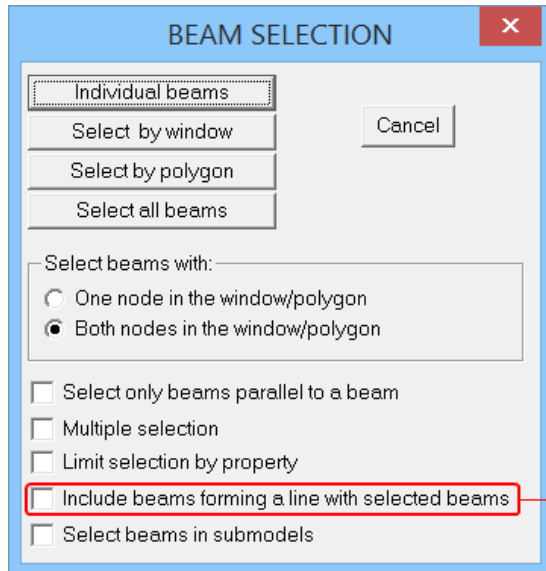 BEAM SELECTION
Individual beams
Select by window
Cancel
Select by polygon
Select all beams
Select beams with:
One node in the window/polygon
Both nodes in the window/polygon
Select only beams parallel to a beam
Multiple selection
Limit selection by property
Include beams forming a line with selected beams
Select beams in submodels